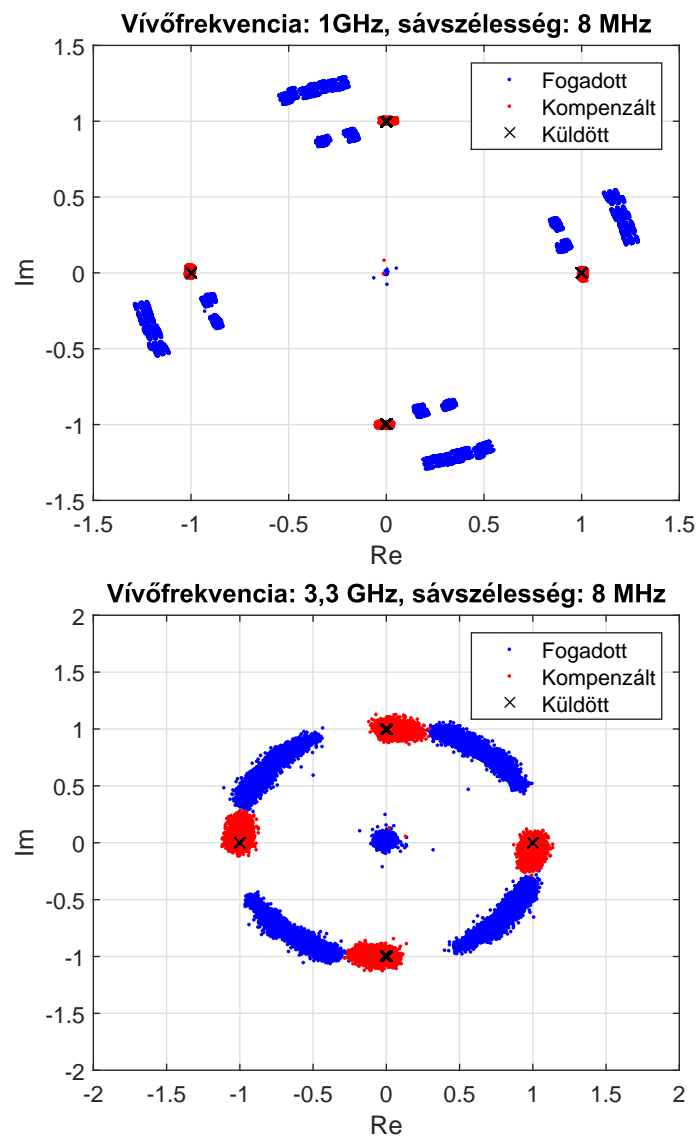 Vívőfrekvencia: 1GHz, sávszélesség: 8 MHz
1.5
Fogadott
Kompenzált
1
Küldött
0.5
Im
0
-0.5
-1
-1.5
-1.5 -1 -0.5 0 0.5 1 1.5
Re
Vívőfrekvencia: 3,3 GHz, sávszélesség: 8 MHz
2
Fogadott
1.5
Kompenzált
Küldött
1
0.5
Im
0
-0.5
-1
-1.5
-2
-2 -1.5 -1 -0.5 0 0.5 1 1.5 2
Re